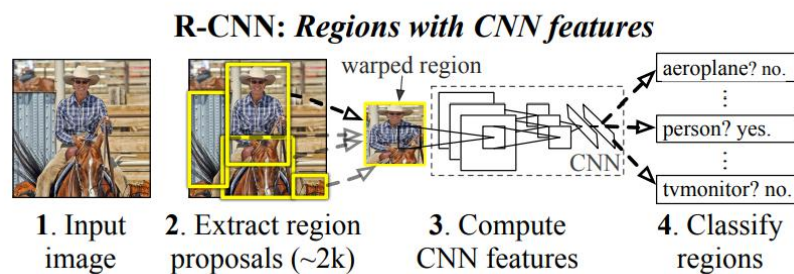 R-CNN: Regions with CNN features
warped region
aeroplane? no.
person? yes.
CNN
tvmonitor? no.
1. Input
image
2. Extract region
proposals (~2k)
3. Compute
CNN features
4. Classify
regions